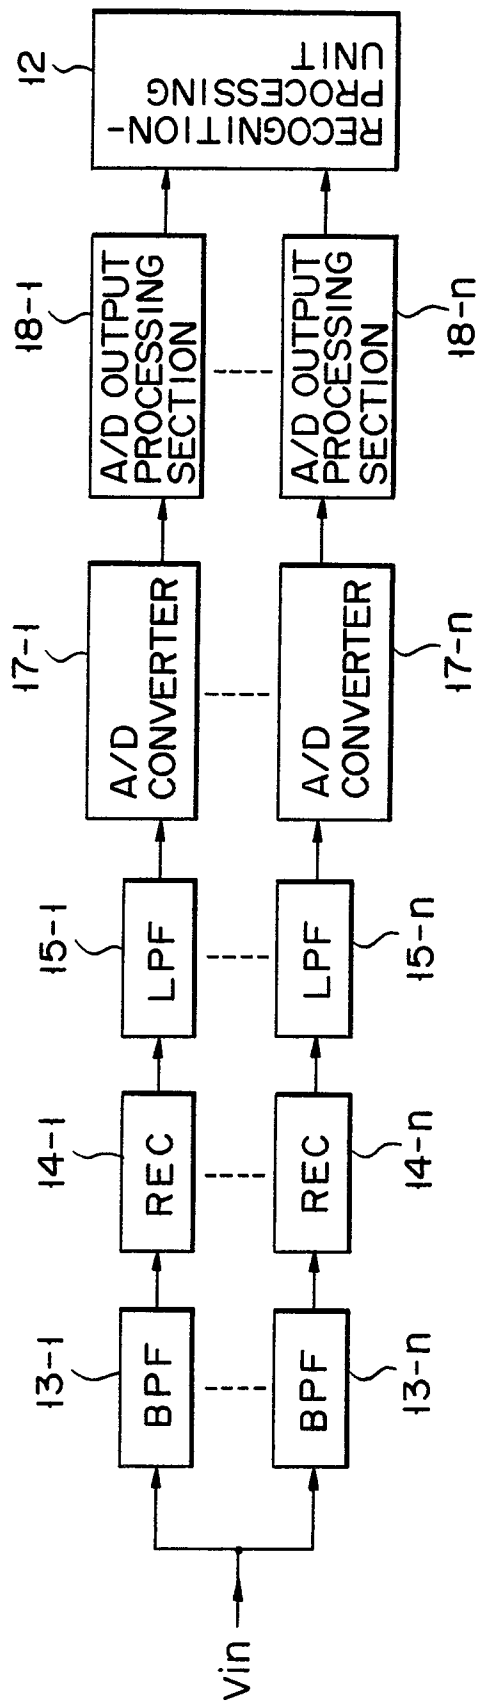 Vin
13-1
BPF
14-1
REC
15-1
LPF
17-1
A/D
CONVERTER
18-1
A/D OUTPUT
PROCESSING
SECTION
12
RECOGNITION-
PROCESSING
UNIT
BPF
13-n
REC
14-n
LPF
15-n
A/D
CONVERTER
17-n
A/D OUTPUT
PROCESSING
SECTION
18-n